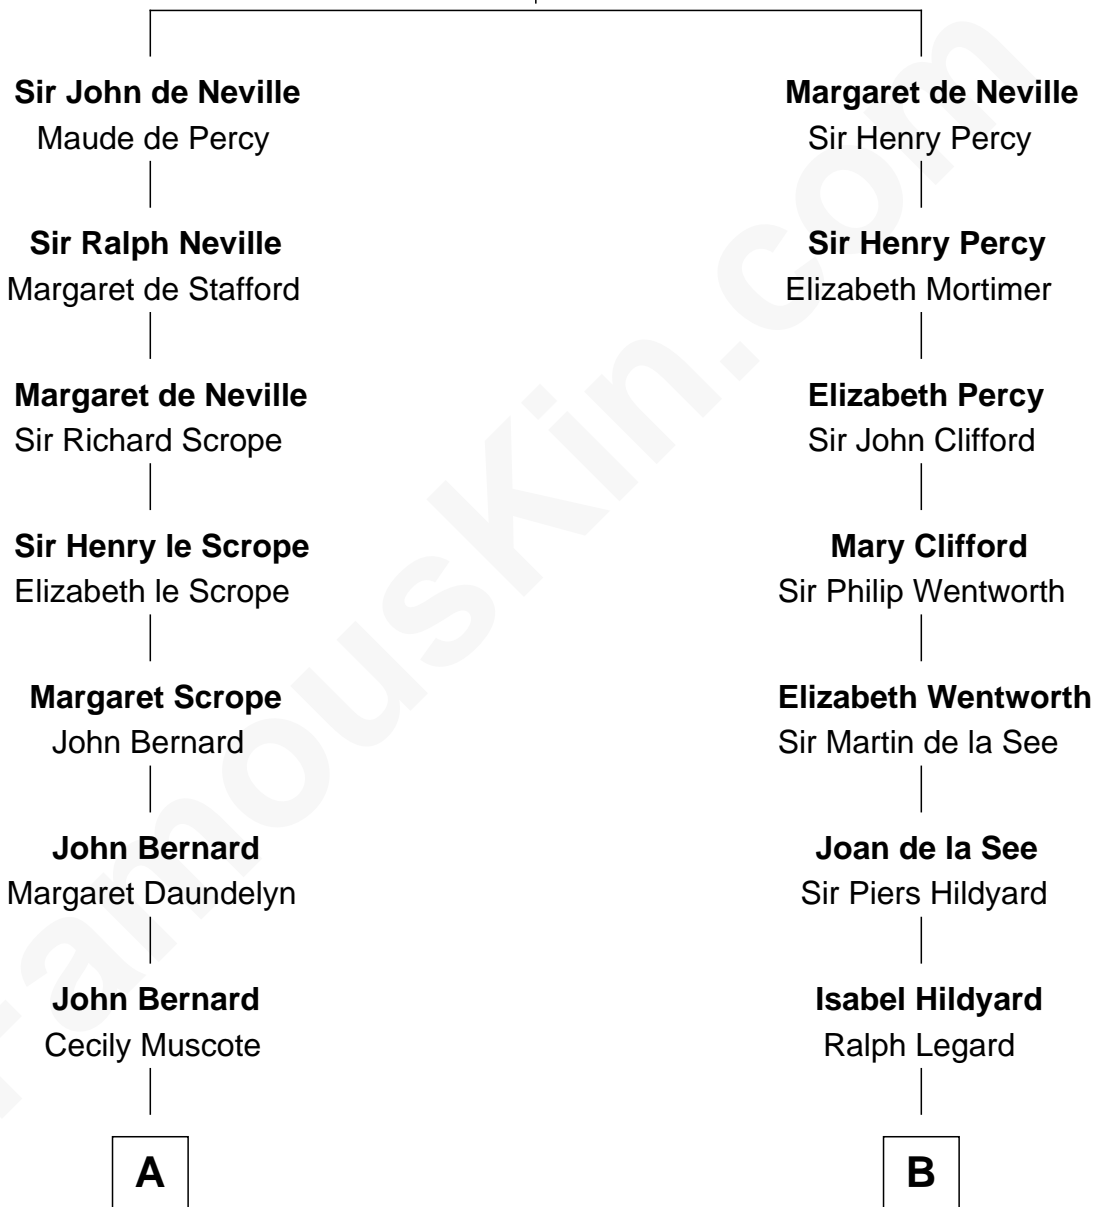 Sir John de Neville
Maude de Percy
Sir Ralph Neville
Margaret de Stafford
Margaret de Neville
Sir Richard Scrope
Sir Henry le Scrope
Elizabeth le Scrope
Margaret Scrope
John Bernard
John Bernard
Margaret Daundelyn
John Bernard
Cecily Muscote
A
Margaret de Neville
Sir Henry Percy
Sir Henry Percy
Elizabeth Mortimer
Elizabeth Percy
Sir John Clifford
Mary Clifford
Sir Philip Wentworth
Elizabeth Wentworth
Sir Martin de la See
Joan de la See
Sir Piers Hildyard
Isabel Hildyard
Ralph Legard
B
FamousKin.com